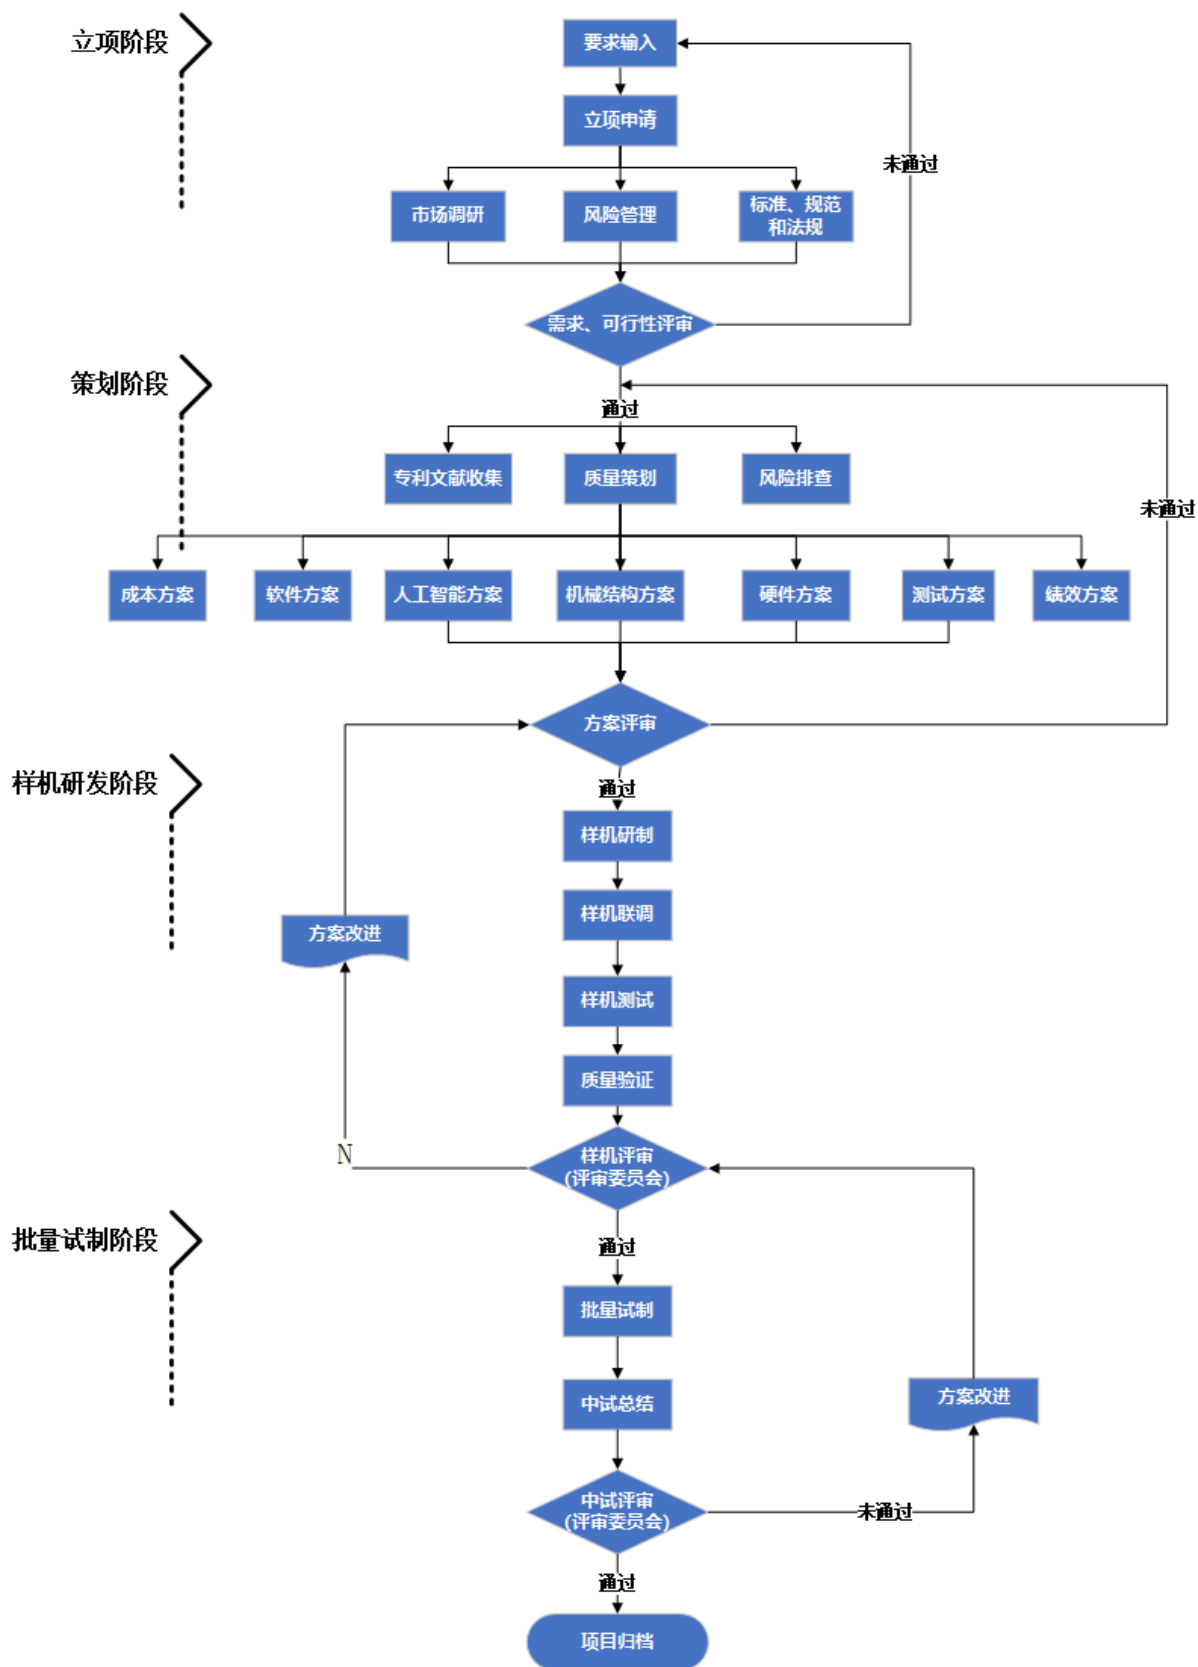 立项阶段
要求输入
立项申请
未通过
市场调研
风险管理
标准、规范
和法规
需求、可行性评审
策划阶段
通过
专利文献收集
质量策划
风险排查
未通过
成本方案
软件方案
人工智能方案
机械结构方案
硬件方案
测试方案
绩效方案
方案评审
样机研发阶段
通过
样机研制
样机联调
方案改进
样机测试
质量验证
N
样机评审
(评审委员会)
批量试制阶段
通过
批量试制
中试总结
方案改进
中试评审
(评审委员会)
未通过
通过
项目归档